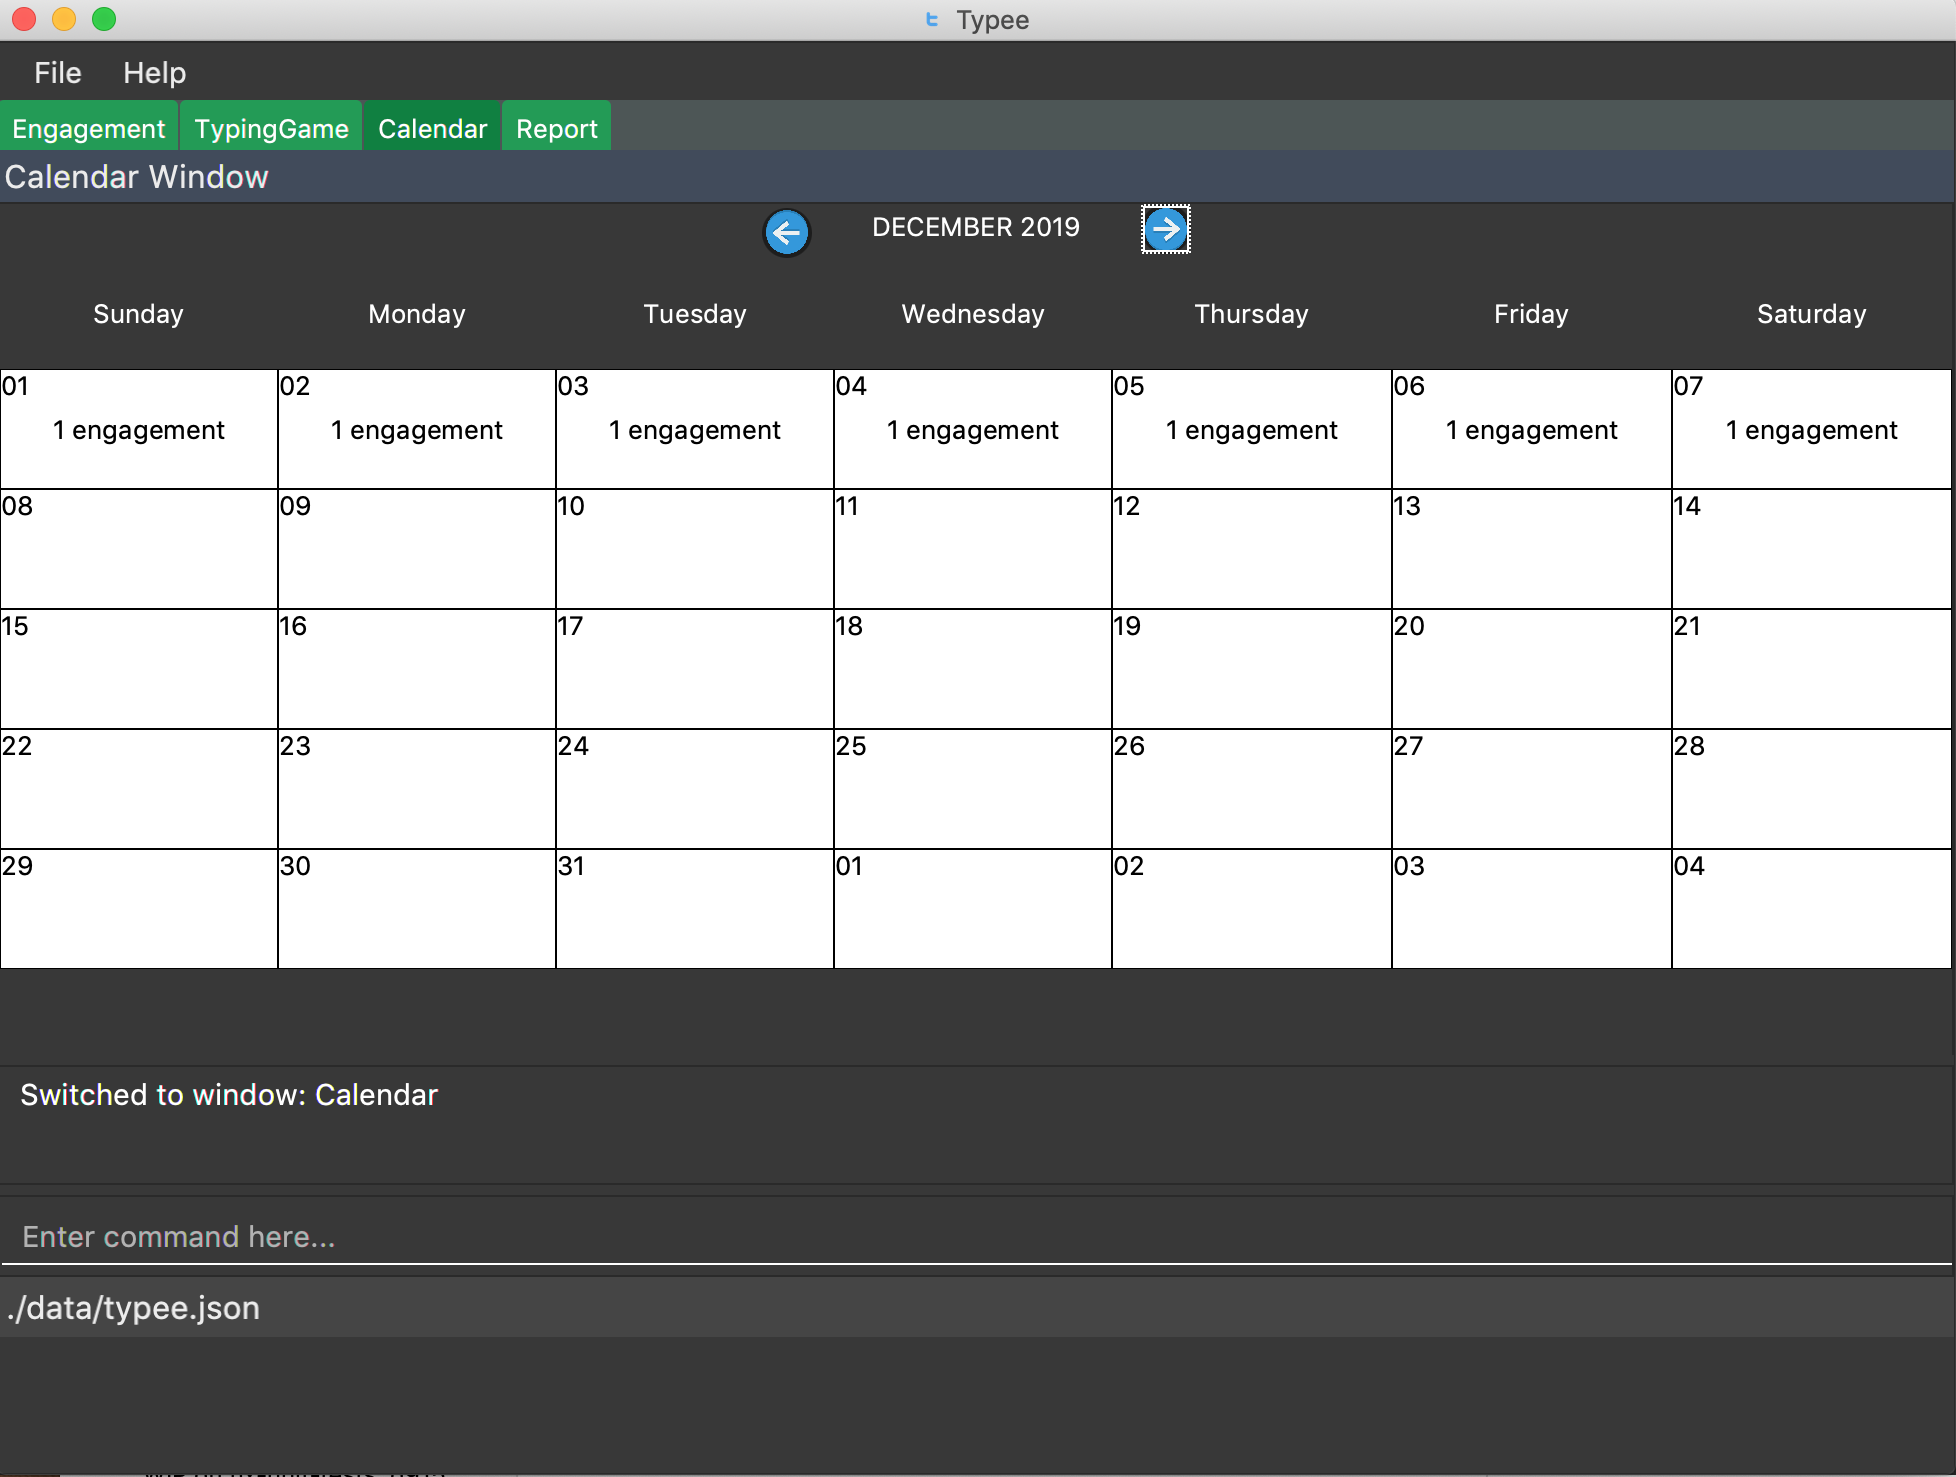 Typee
File Help
Engagement TypingGame Calendar Report
Calendar Window
DECEMBER 2019
Sunday Monday Tuesday Wednesday Thursday Friday Saturday
01 02 03 04 05 06 07
1 engagement 1 engagement 1 engagement 1 engagement 1 engagement 1 engagement 1 engagement
08 09 10 11 12 13 14
15 16 17 18 19 20 21
22 23 24 25 26 27 28
29 30 31 01 02 03 04
Switched to window: Calendar
Enter command here...
./data/typee.json